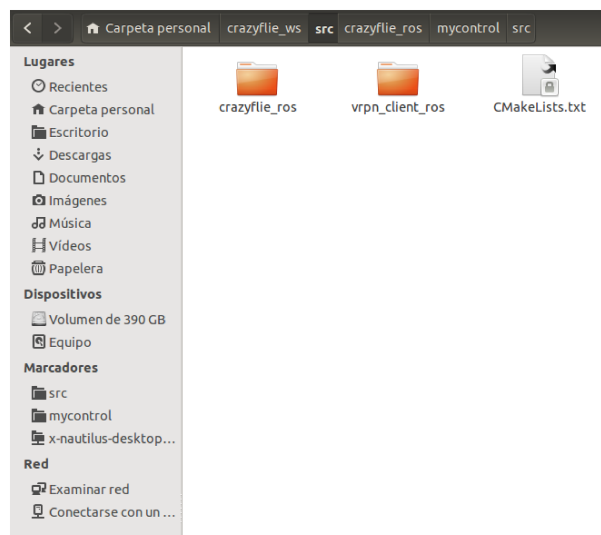 Carpeta personal crazyflie_ws src crazyflie_ros mycontrol src
Lugares
Recientes
Carpeta personal
Escritorio
Descargas
Documentos
Imágenes
Música
Vídeos
Papelera
Dispositivos
Volumen de 390 GB
Equipo
Marcadores
src
mycontrol
x-nautilus-desktop...
Red
Examinar red
Conectarse con un ...
crazyflie_ros vrpn_client_ros CMakeLists.txt